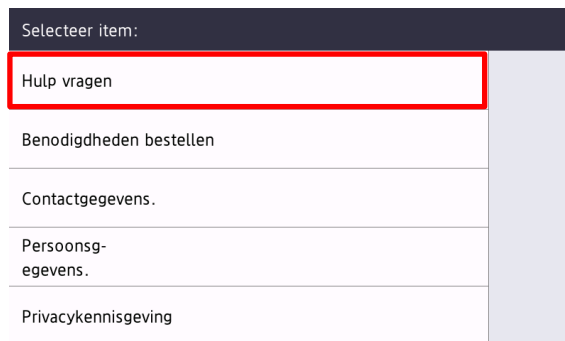 Selecteer item:
Hulp vragen
Benodigdheden bestellen
Contactgegevens.
Persoonsg-
egevens.
Privacykennisgeving